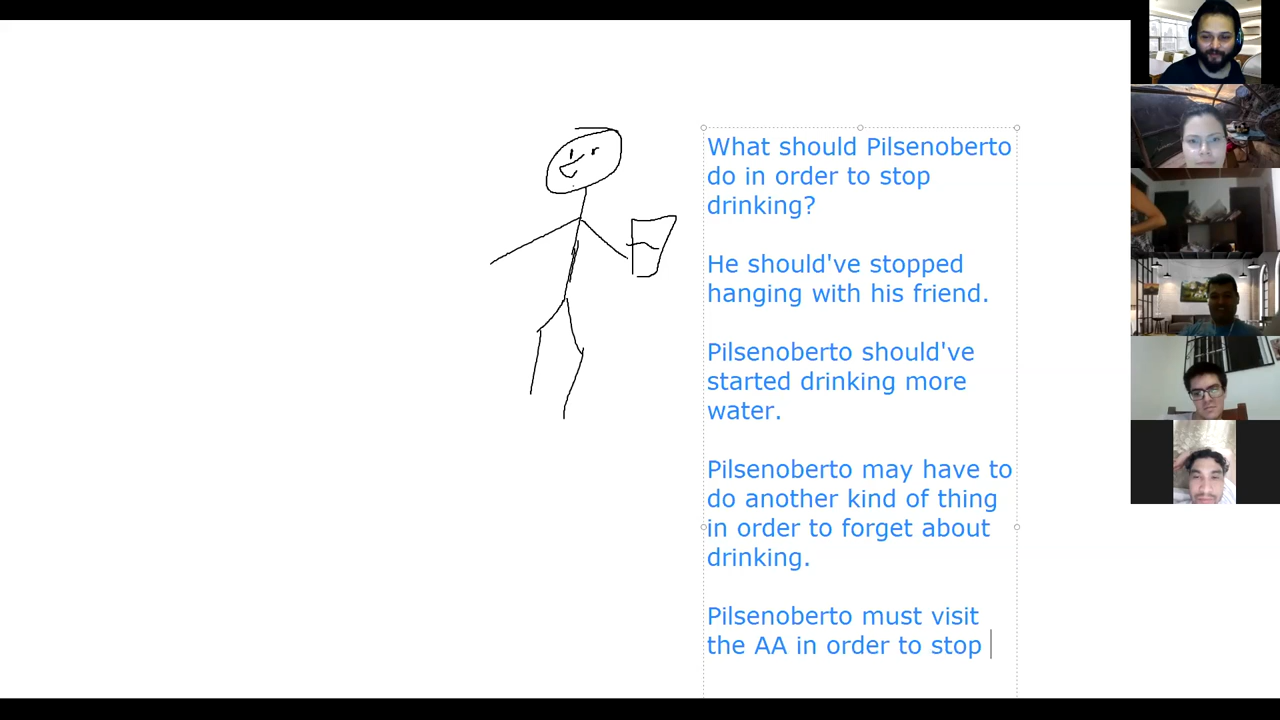 What should Pilsenoberto
do in order to stop
drinking?
He should've stopped
hanging with his friend.
Pilsenoberto should've
started drinking more
water.
Pilsenoberto may have to
do another kind of thing
in order to forget about
drinking.
Pilsenoberto must visit
the AA in order to stop